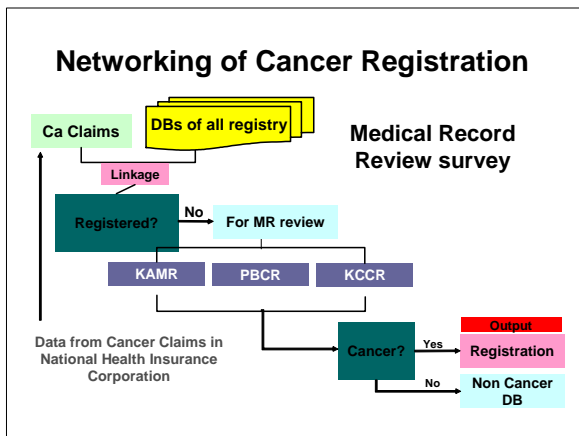 Networking of Cancer Registration
Ca Claims
DBs of all registry
Medical Record
Review survey
Linkage
Registered?
No
For MR review
KAMR
PBCR
KCCR
Data from Cancer Claims in
National Health Insurance
Corporation
Cancer?
Yes
Output
Registration
No
Non Cancer
DB